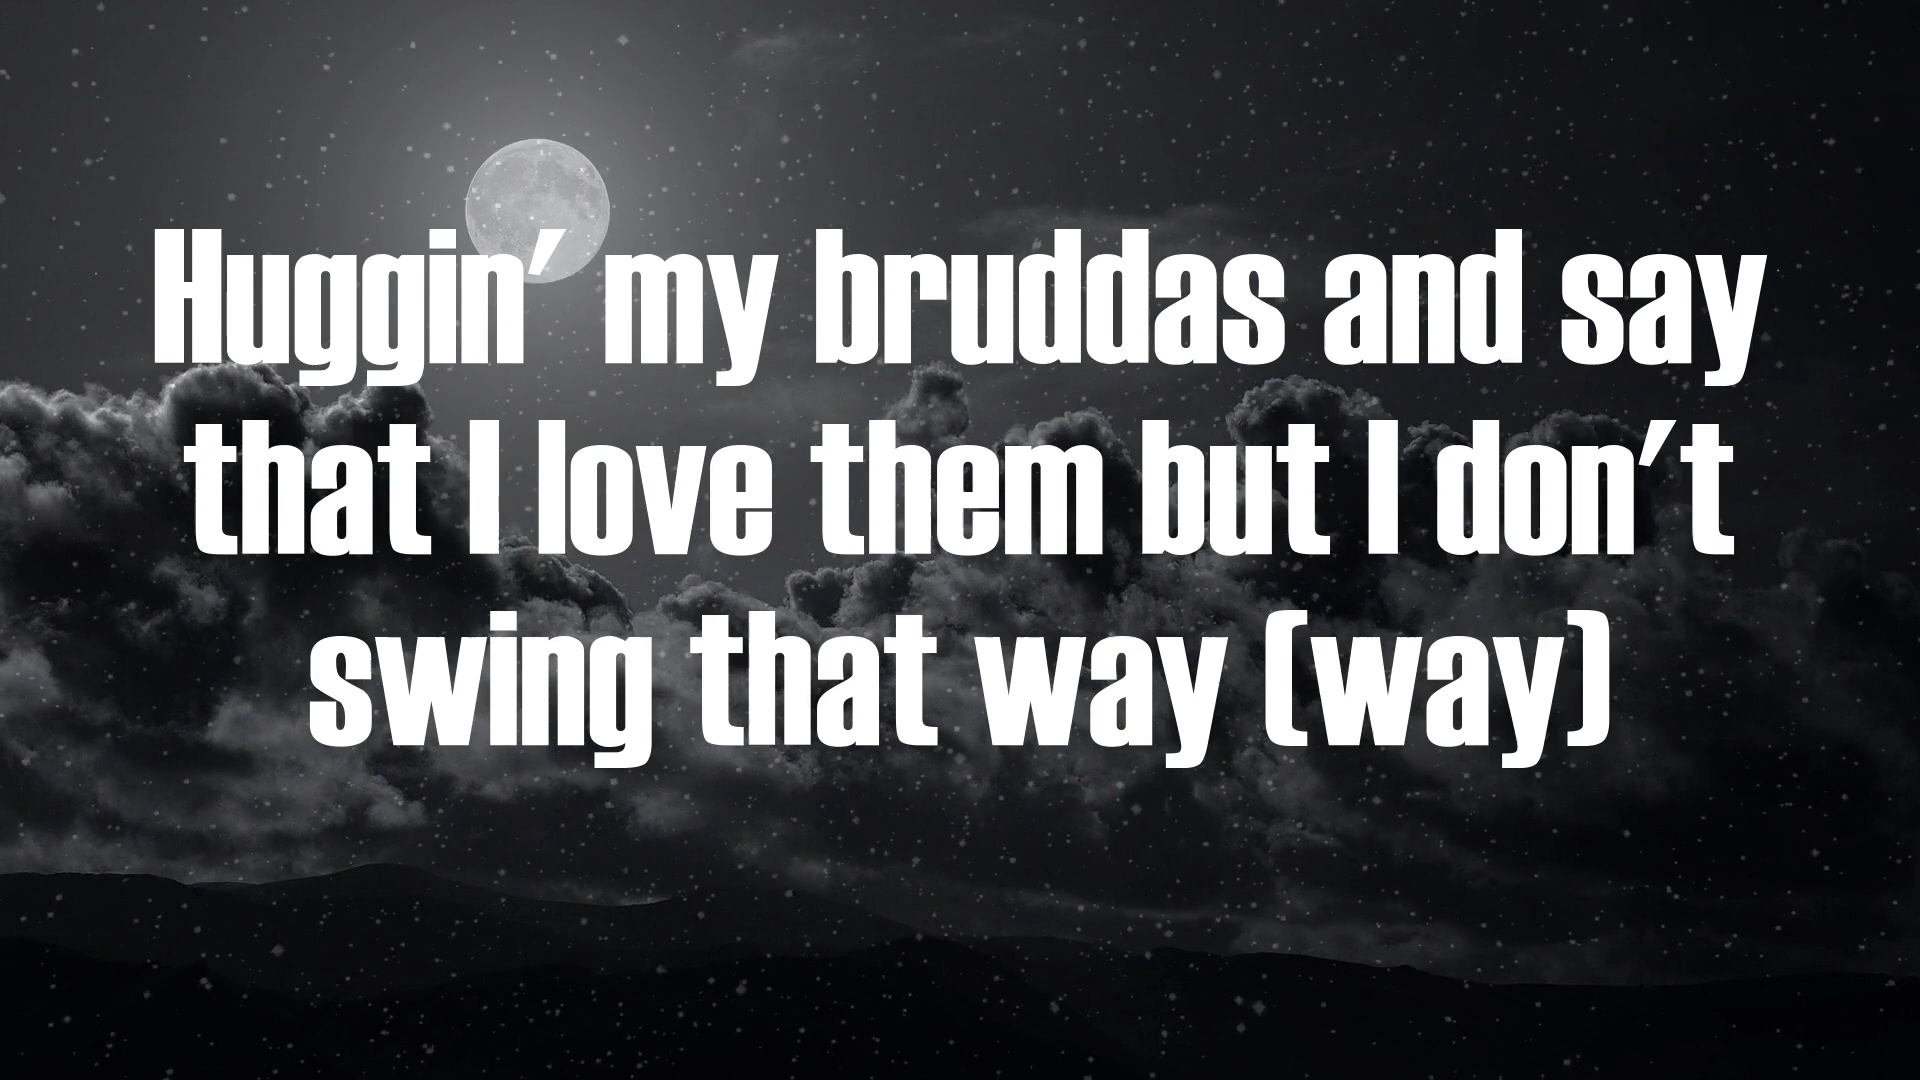 Huggin’ my bruddas and say
that I love them but I don’t
swing that way (way)